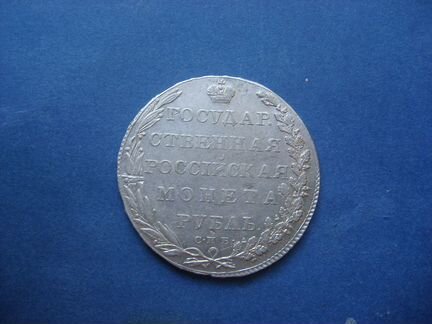 ГОСУДАР
СТВЕННАЯ
РОССІЙСКАЯ
МОНЕТА
РУБЛЬ.
С.П.Б.